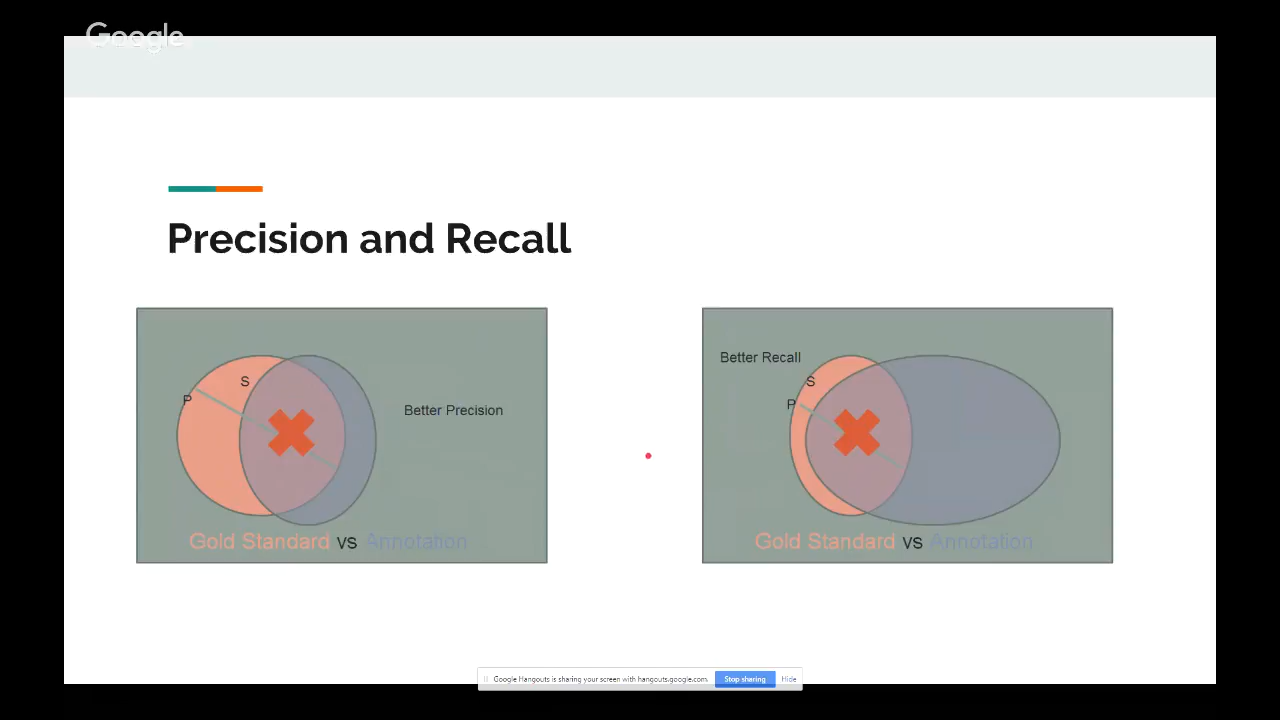 Google
Precision and Recall
S
P
Better Precision
Gold Standard vs Annotation
Better Recall
S
P
Gold Standard vs Annotation
Google Hangouts is sharing your screen with hangouts.google.com.
Stop sharing
Hide